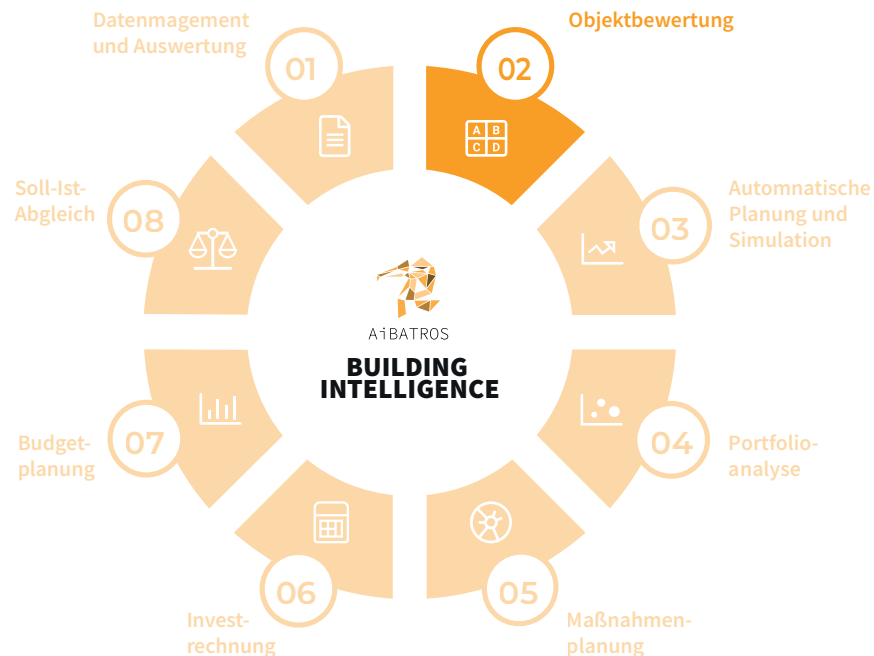 Datenmagement
und Auswertung
01
02
Objektbewertung
A B
C D
03
Automnatische
Planung und
Simulation
04
Portfolio-
analyse
05
Maßnahmen-
planung
06
Invest-
rechnung
07
Budget-
planung
08
Soll-Ist-
Abgleich
AiBATROS
BUILDING
INTELLIGENCE